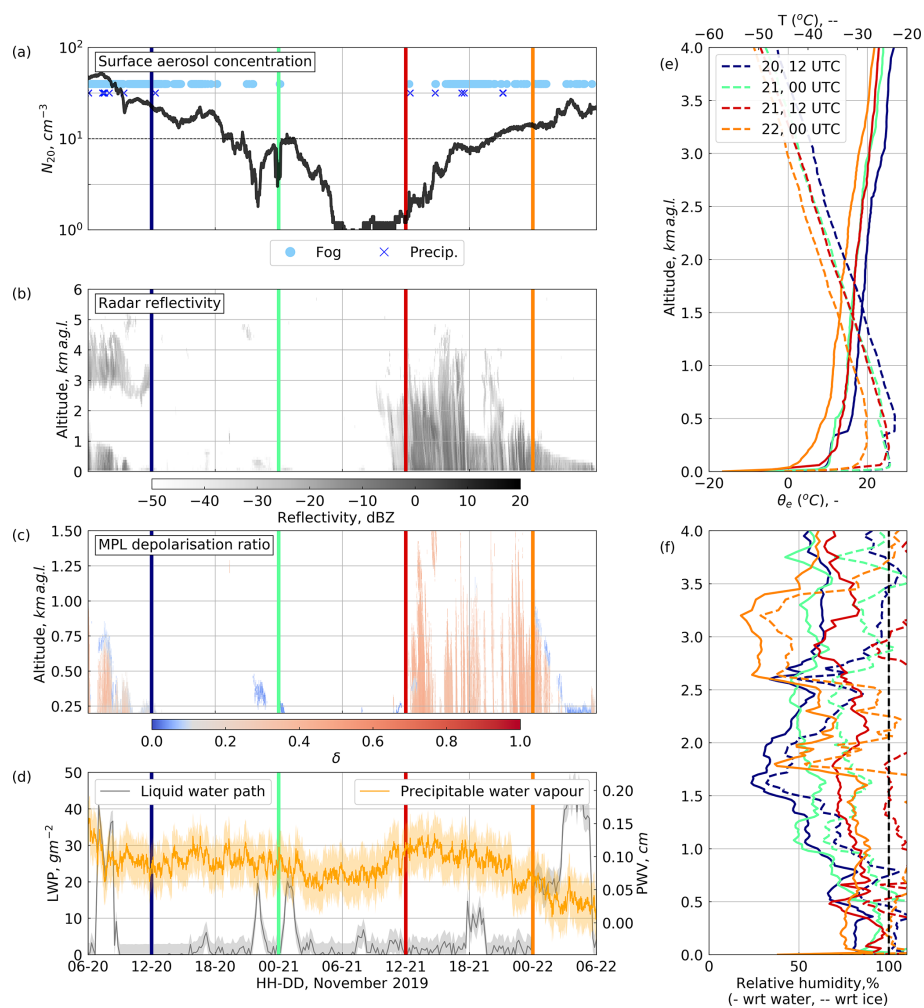 (a)
Surface aerosol concentration
N20, cm−3
10²
10¹
10⁰
Fog
Precip.
(b)
Radar reflectivity
Altitude, km a.g.l.
6
5
4
3
2
1
0
−50 −40 −30 −20 −10 0 10 20
Reflectivity, dBZ
(c)
MPL depolarisation ratio
Altitude, km a.g.l.
1.50
1.25
1.00
0.75
0.50
0.25
0.0 0.2 0.4 0.6 0.8 1.0
δ
(d)
Liquid water path
Precipitable water vapour
LWP, gm−2
50
40
30
20
10
0
0.20
0.15
0.10
0.05
0.00
PWV, cm
06-20 12-20 18-20 00-21 06-21 12-21 18-21 00-22 06-22
HH-DD, November 2019
T (°C), --
−60 −50 −40 −30 −20
(e)
20, 12 UTC
21, 00 UTC
21, 12 UTC
22, 00 UTC
Altitude, km a.g.l.
4.0
3.5
3.0
2.5
2.0
1.5
1.0
0.5
0.0
−20 0 20
θe (°C), -
(f)
4.0
3.5
3.0
2.5
2.0
1.5
1.0
0.5
0.0
0 50 100
Relative humidity,%
(- wrt water, -- wrt ice)